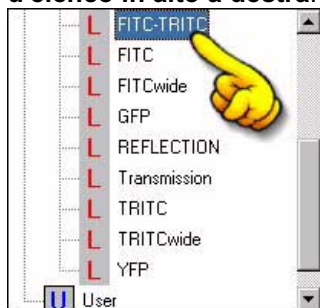 d'elenco in alto a destra.
L FITC-TRITC
L FITC
L FITCwide
L GFP
L REFLECTION
L Transmission
L TRITC
L TRITCwide
L YFP
U User